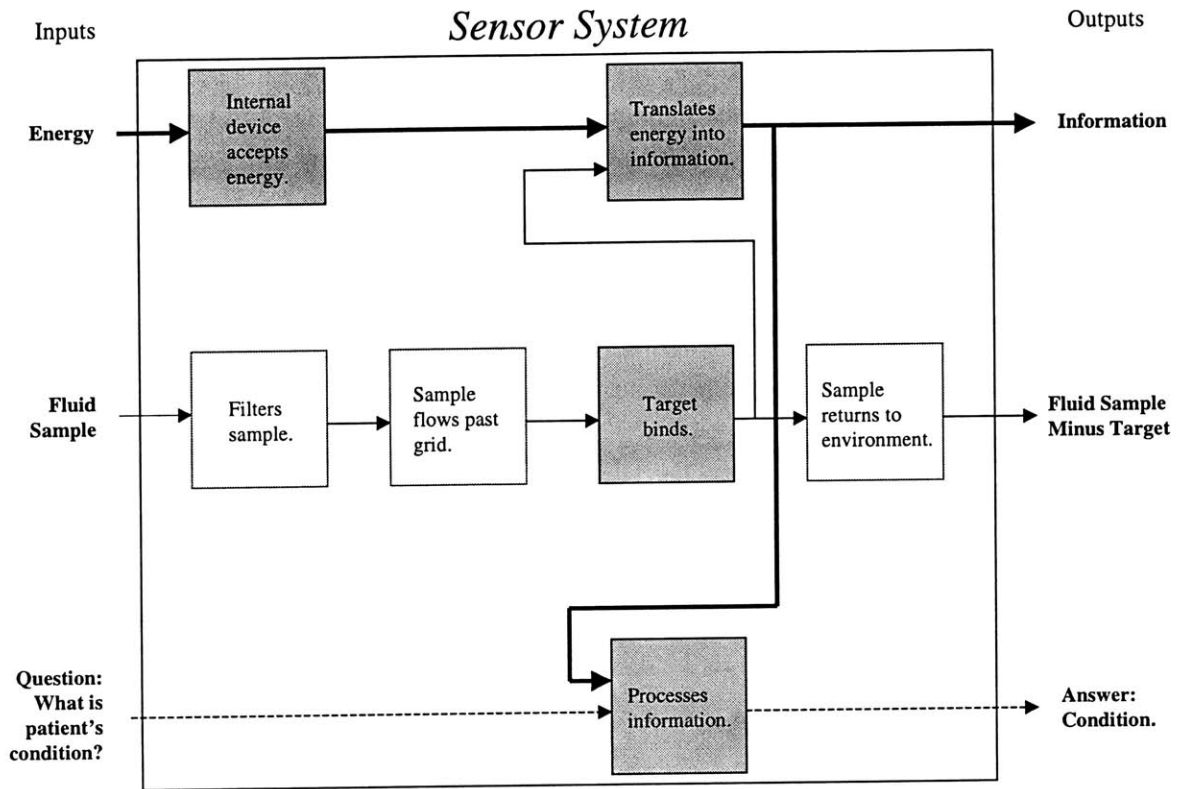 Inputs
Sensor System
Outputs
Energy
Internal
device
accepts
energy.
Translates
energy into
information.
Information
Fluid
Sample
Filters
sample.
Sample
flows past
grid.
Target
binds.
Sample
returns to
environment.
Fluid Sample
Minus Target
Question:
What is
patient's
condition?
Processes
information.
Answer:
Condition.